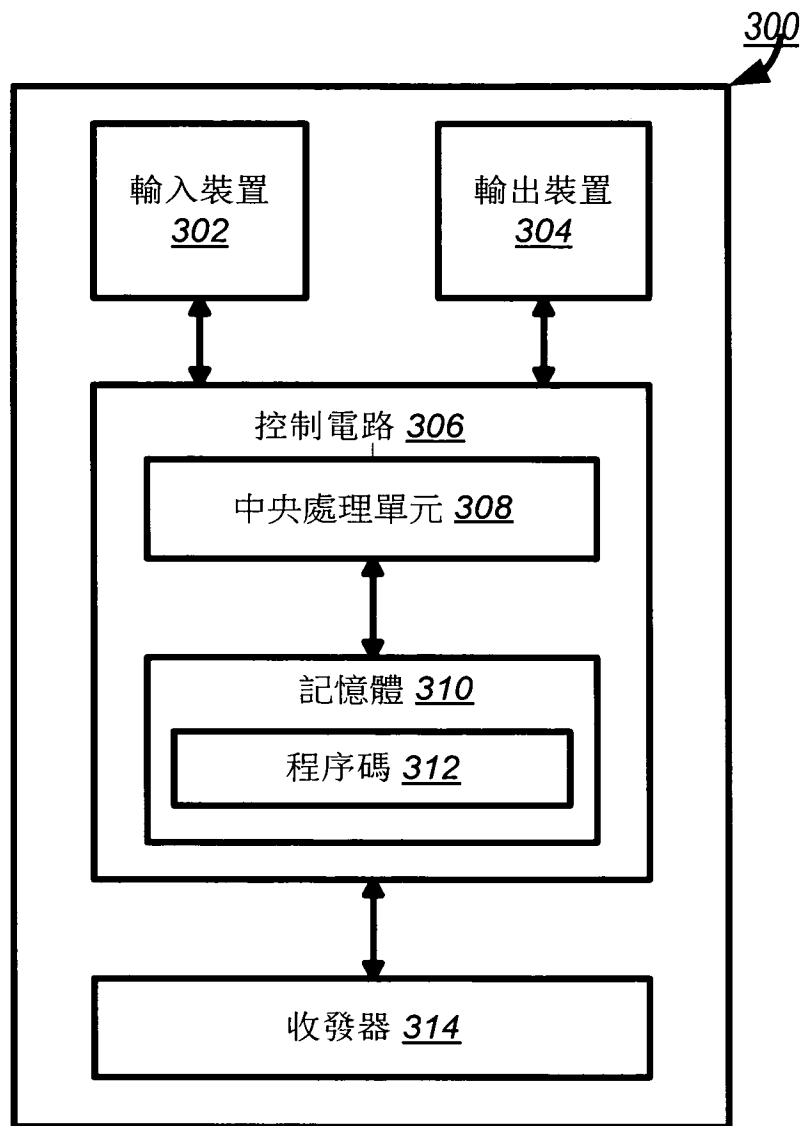 300
輸入裝置
302
輸出裝置
304
控制電路 306
中央處理單元 308
記憶體 310
程序碼 312
收發器 314